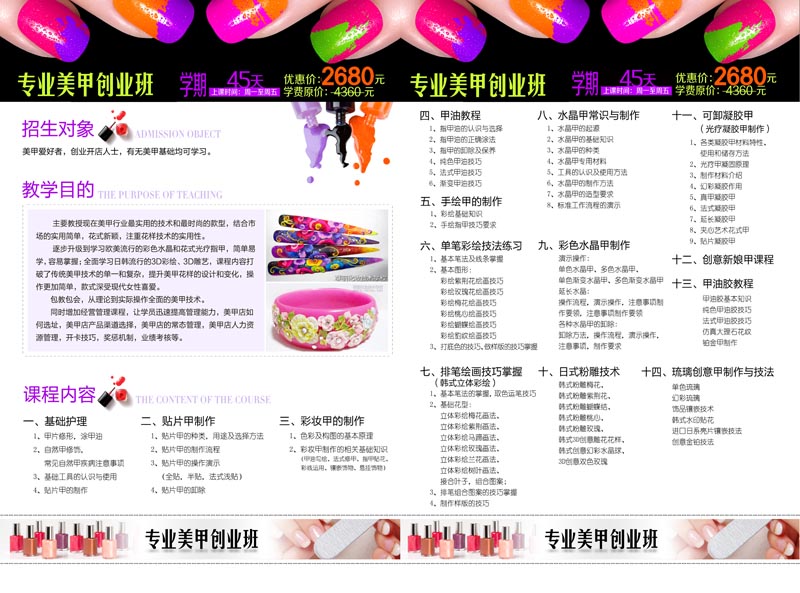 专业美甲创业班
学期
45天
上课时间：周一至周五
优惠价：2680元
学费原价：4360 元
专业美甲创业班
学期
45天
上课时间：周一至周五
优惠价：2680元
学费原价：4360 元
招生对象
ADMISSION OBJECT
美甲爱好者，创业开店人士，有无美甲基础均可学习。
教学目的
THE PURPOSE OF TEACHING
主要教授现在美甲行业最实用的技术和最时尚的款型，结合市
场的实用简单，花式新颖，注重花样技术的实用性。
逐步升级到学习欧美流行的彩色水晶和花式光疗指甲，简单易
学，容易掌握；全面学习日韩流行的3D彩绘、3D雕艺，课程内容打
破了传统美甲技术的单一和复杂，提升美甲花样的设计和变化，操
作更加简单，款式深受现代女性喜爱。
包教包会，从理论到实际操作全面的美甲技术。
同时增加经营管理课程，让学员迅速提高管理能力，美甲店如
何选址，美甲店产品渠道选择，美甲店的常态管理，美甲店人力资
源管理，开卡技巧，奖惩机制，业绩考核等。
课程内容
THE CONTENT OF THE COURSE
一、基础护理
1、甲片修形，涂甲油
2、自然甲修饰，
常见自然甲疾病注意事项
3、基础工具的认识与使用
4、贴片甲的制作
二、贴片甲制作
1、贴片甲的种类，用途及选择方法
2、贴片甲的制作流程
3、贴片甲的操作演示
（全贴、半贴、法式浅贴）
4、贴片甲的卸除
三、彩妆甲的制作
1、色彩及构图的基本原理
2、彩妆甲制作的相关基础知识
（甲油勾绘，法式修甲，指甲贴花，
彩线运用，镶嵌饰物，悬挂饰物）
四、甲油教程
1、指甲油的认识与选择
2、指甲油的正确涂法
3、指甲的卸除及保养
4、纯色甲油技巧
5、法式甲油技巧
6、渐变甲油技巧
五、手绘甲的制作
1、彩绘基础知识
2、手绘指甲技巧要求
六、单笔彩绘技法练习
1、基本笔法及线条掌握
2、基本图形：
彩绘紫荆花绘画技巧
彩绘玫瑰花绘画技巧
彩绘梅花绘画技巧
彩绘桃心绘画技巧
彩绘蝴蝶绘画技巧
彩绘豹纹绘画技巧
3、打底色的技巧，做样版的技巧掌握
七、排笔绘画技巧掌握
（韩式立体彩绘）
1、基本笔法的掌握，取色运笔技巧
2、基础花型：
立体彩绘梅花画法，
立体彩绘紫荆画法，
立体彩绘马蹄画法，
立体彩绘玫瑰画法，
立体彩绘兰花画法，
立体彩绘树叶画法，
接合叶子，组合图案；
3、排笔组合图案的技巧掌握
4、制作样版的技巧
八、水晶甲常识与制作
1、水晶甲的起源
2、水晶甲的基础知识
3、水晶甲的种类
4、水晶甲专用材料
5、工具的认识及使用方法
6、水晶甲的制作方法
7、水晶甲的造型要求
8、标准工作流程的演示
九、彩色水晶甲制作
演示操作：
单色水晶甲，多色水晶甲，
单色渐变水晶甲，多色渐变水晶甲
延长水晶：
操作流程，演示操作，注意事项制
作要领，注意事项制作要领
各种水晶甲的卸除：
卸除方法，操作流程，演示操作，
注意事项，制作要求
十、日式粉雕技术
韩式粉雕梅花，
韩式粉雕紫荆花，
韩式粉雕蝴蝶结，
韩式粉雕桃心，
韩式粉雕玫瑰，
韩式3D创意雕花花样，
韩式创意幻彩水晶球，
3D创意双色玫瑰
十一、可卸凝胶甲
（光疗凝胶甲制作）
1、各类凝胶甲材料特性，
使用和储存方法
2、光疗甲凝固原理
3、制作材料介绍
4、幻彩凝胶作用
5、真甲凝胶甲
6、法式凝胶甲
7、延长凝胶甲
8、夹心艺术花式甲
9、贴片凝胶甲
十二、创意新娘甲课程
十三、甲油胶教程
甲油胶基本知识
纯色甲油胶技巧
法式甲油胶技巧
仿真大理石花纹
铂金甲制作
十四、琉璃创意甲制作与技法
单色琉璃
幻彩琉璃
饰品镶嵌技术
韩式水印贴花
进口日系亮片镶嵌技法
创意金铂技法
专业美甲创业班
专业美甲创业班